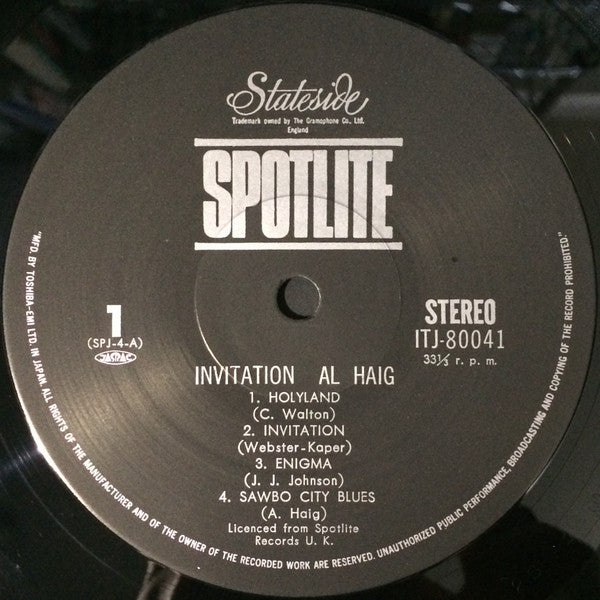 Stateside
Trademark owned by The Gramophone Co., Ltd.
England
SPOTLITE
1
(SPJ-4-A)
JASRAC
STEREO
ITJ-80041
33⅓ r. p. m.
INVITATION AL HAIG
1. HOLYLAND
(C. Walton)
2. INVITATION
(Webster-Kaper)
3. ENIGMA
(J. J. Johnson)
4. SAWBO CITY BLUES
(A. Haig)
Licenced from Spotlite
Records U. K.
"MFD. BY TOSHIBA-EMI LTD. IN JAPAN. ALL RIGHTS OF THE MANUFACTURER AND OF THE OWNER OF THE RECORDED WORK ARE RESERVED. UNAUTHORIZED PUBLIC PERFORMANCE, BROADCASTING AND COPYING OF THE RECORD PROHIBITED."